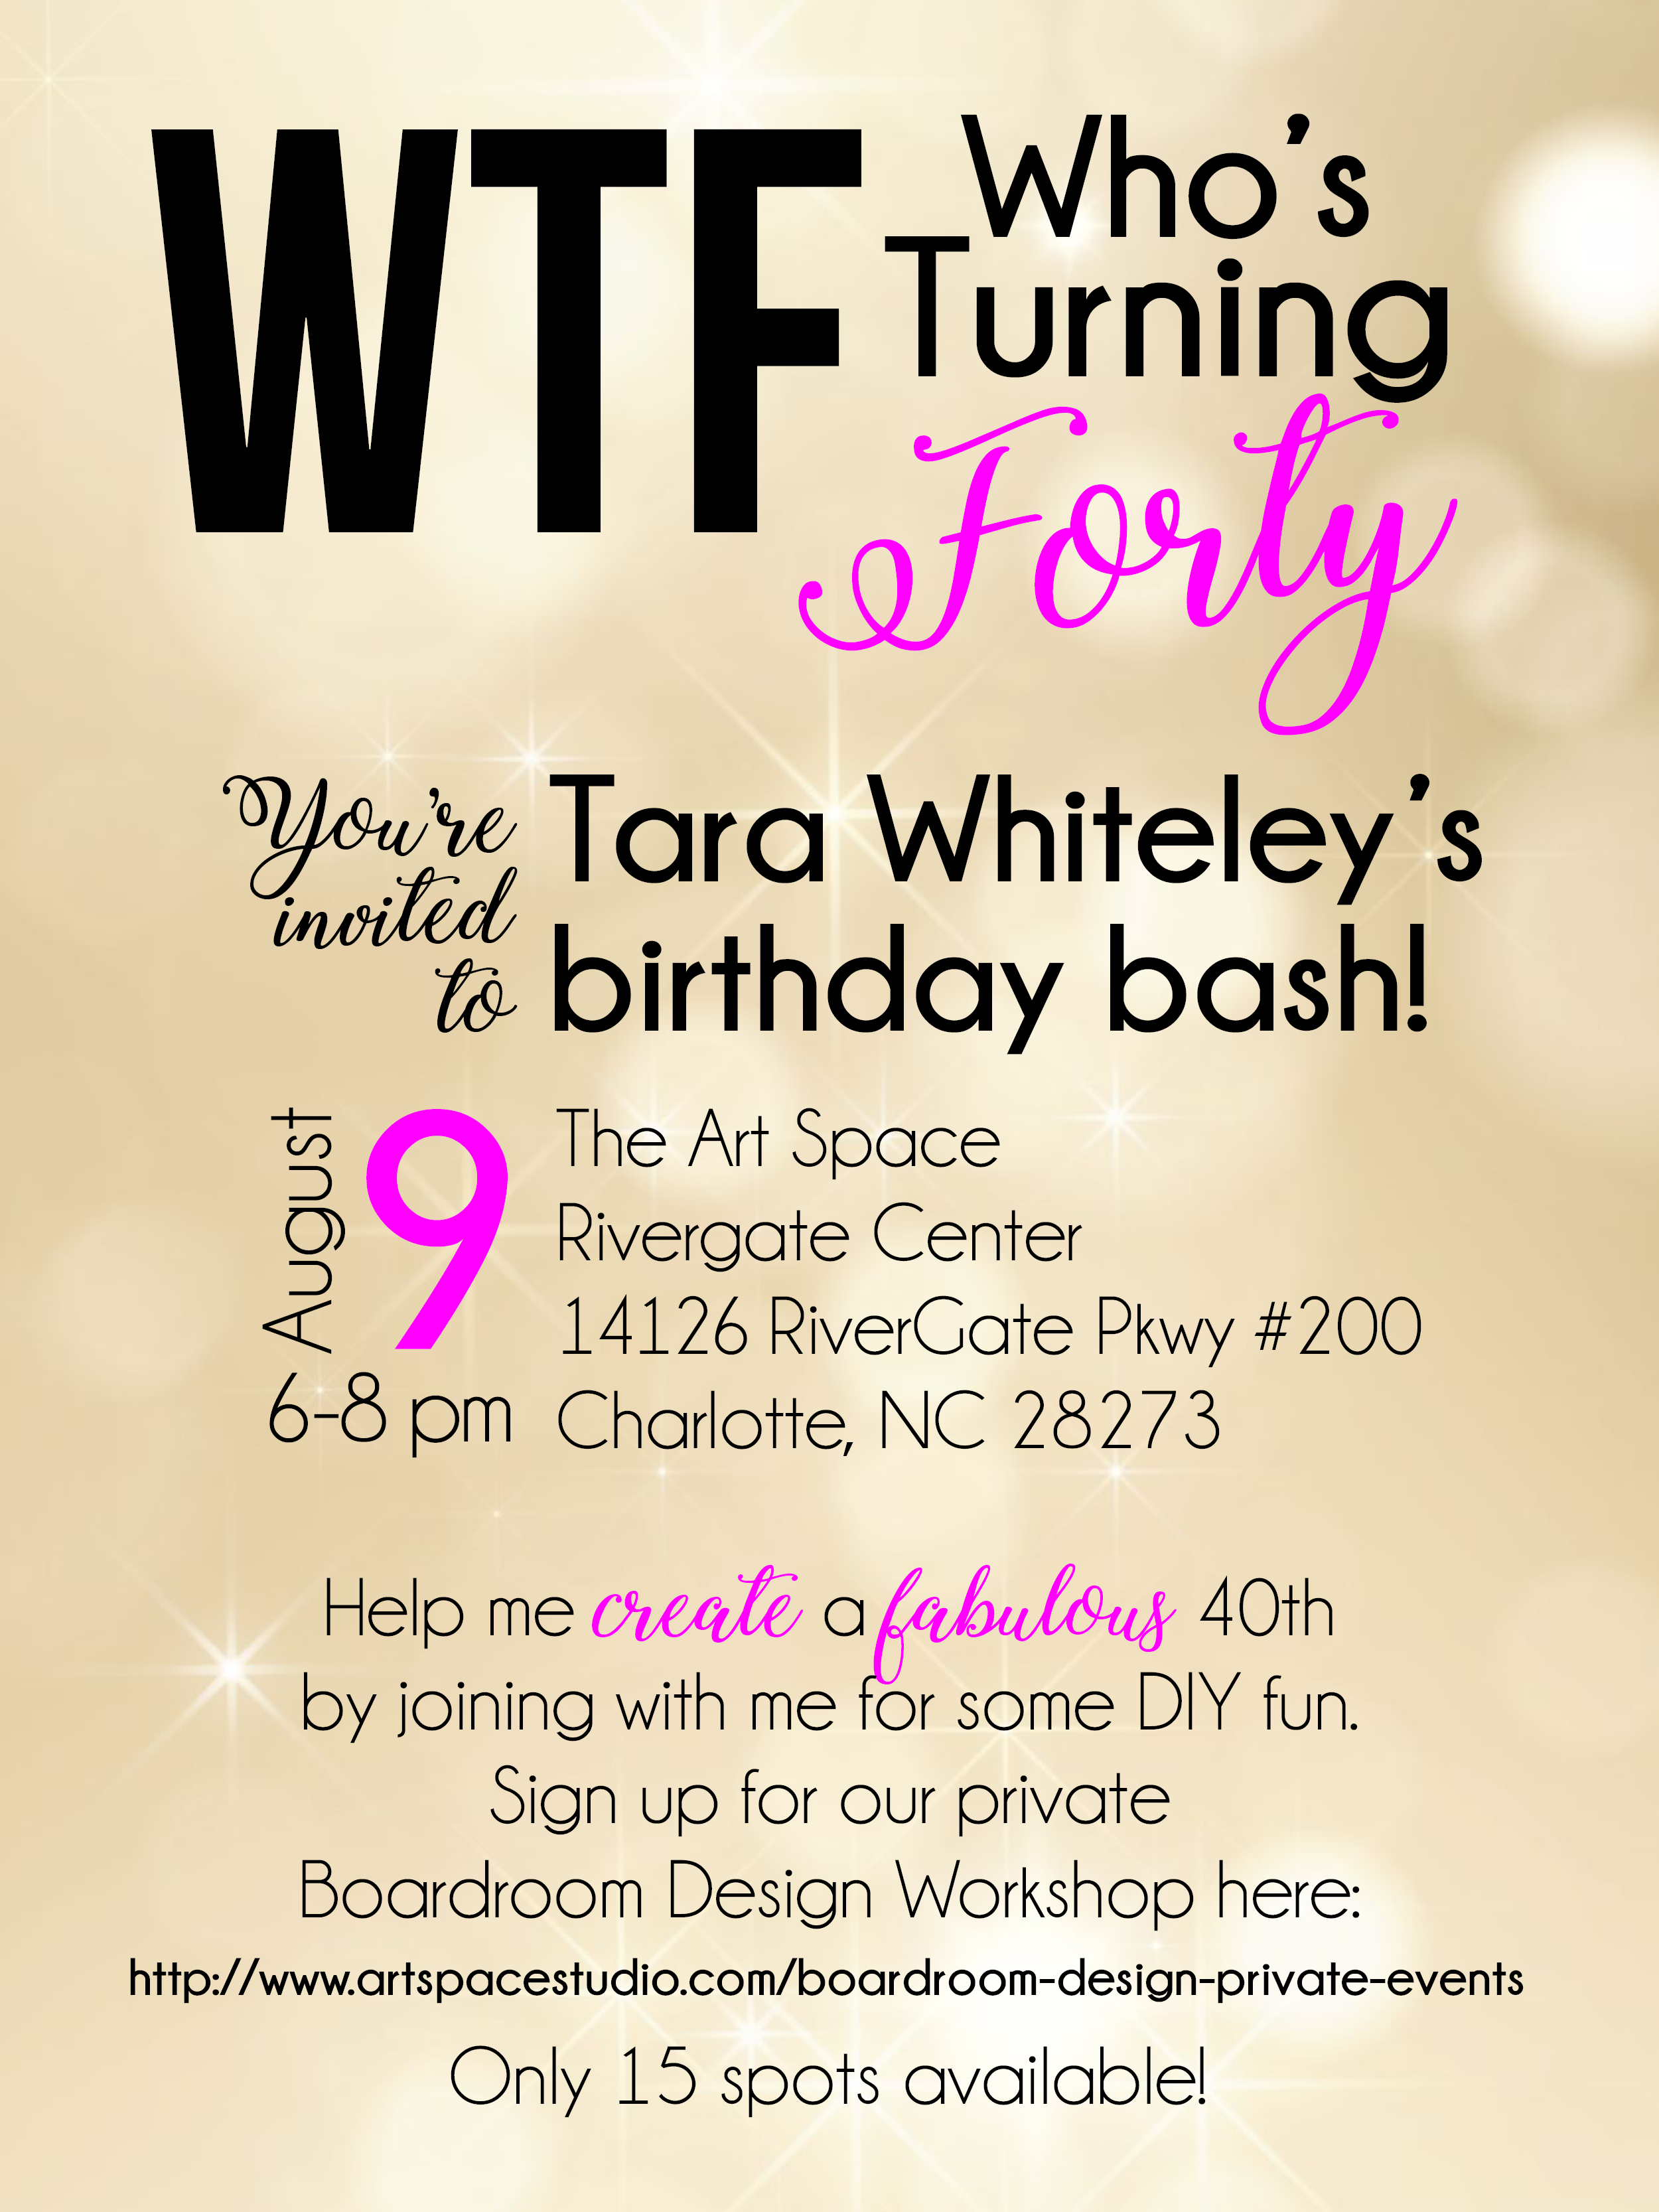 WTF
Who's
Turning
Forty
You're
invited
to
Tara Whiteley's
birthday bash!
August
9
6-8 pm
The Art Space
Rivergate Center
14126 RiverGate Pkwy #200
Charlotte, NC 28273
Help me create a fabulous 40th
by joining with me for some DIY fun.
Sign up for our private
Boardroom Design Workshop here:
http://www.artspacestudio.com/boardroom-design-private-events
Only 15 spots available!